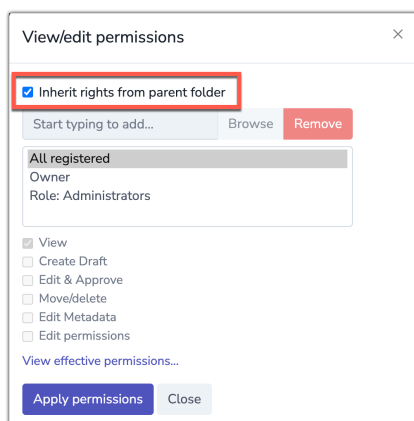 View/edit permissions
Inherit rights from parent folder
Start typing to add... Browse Remove
All registered
Owner
Role: Administrators
View
Create Draft
Edit & Approve
Move/delete
Edit Metadata
Edit permissions
View effective permissions...
Apply permissions Close